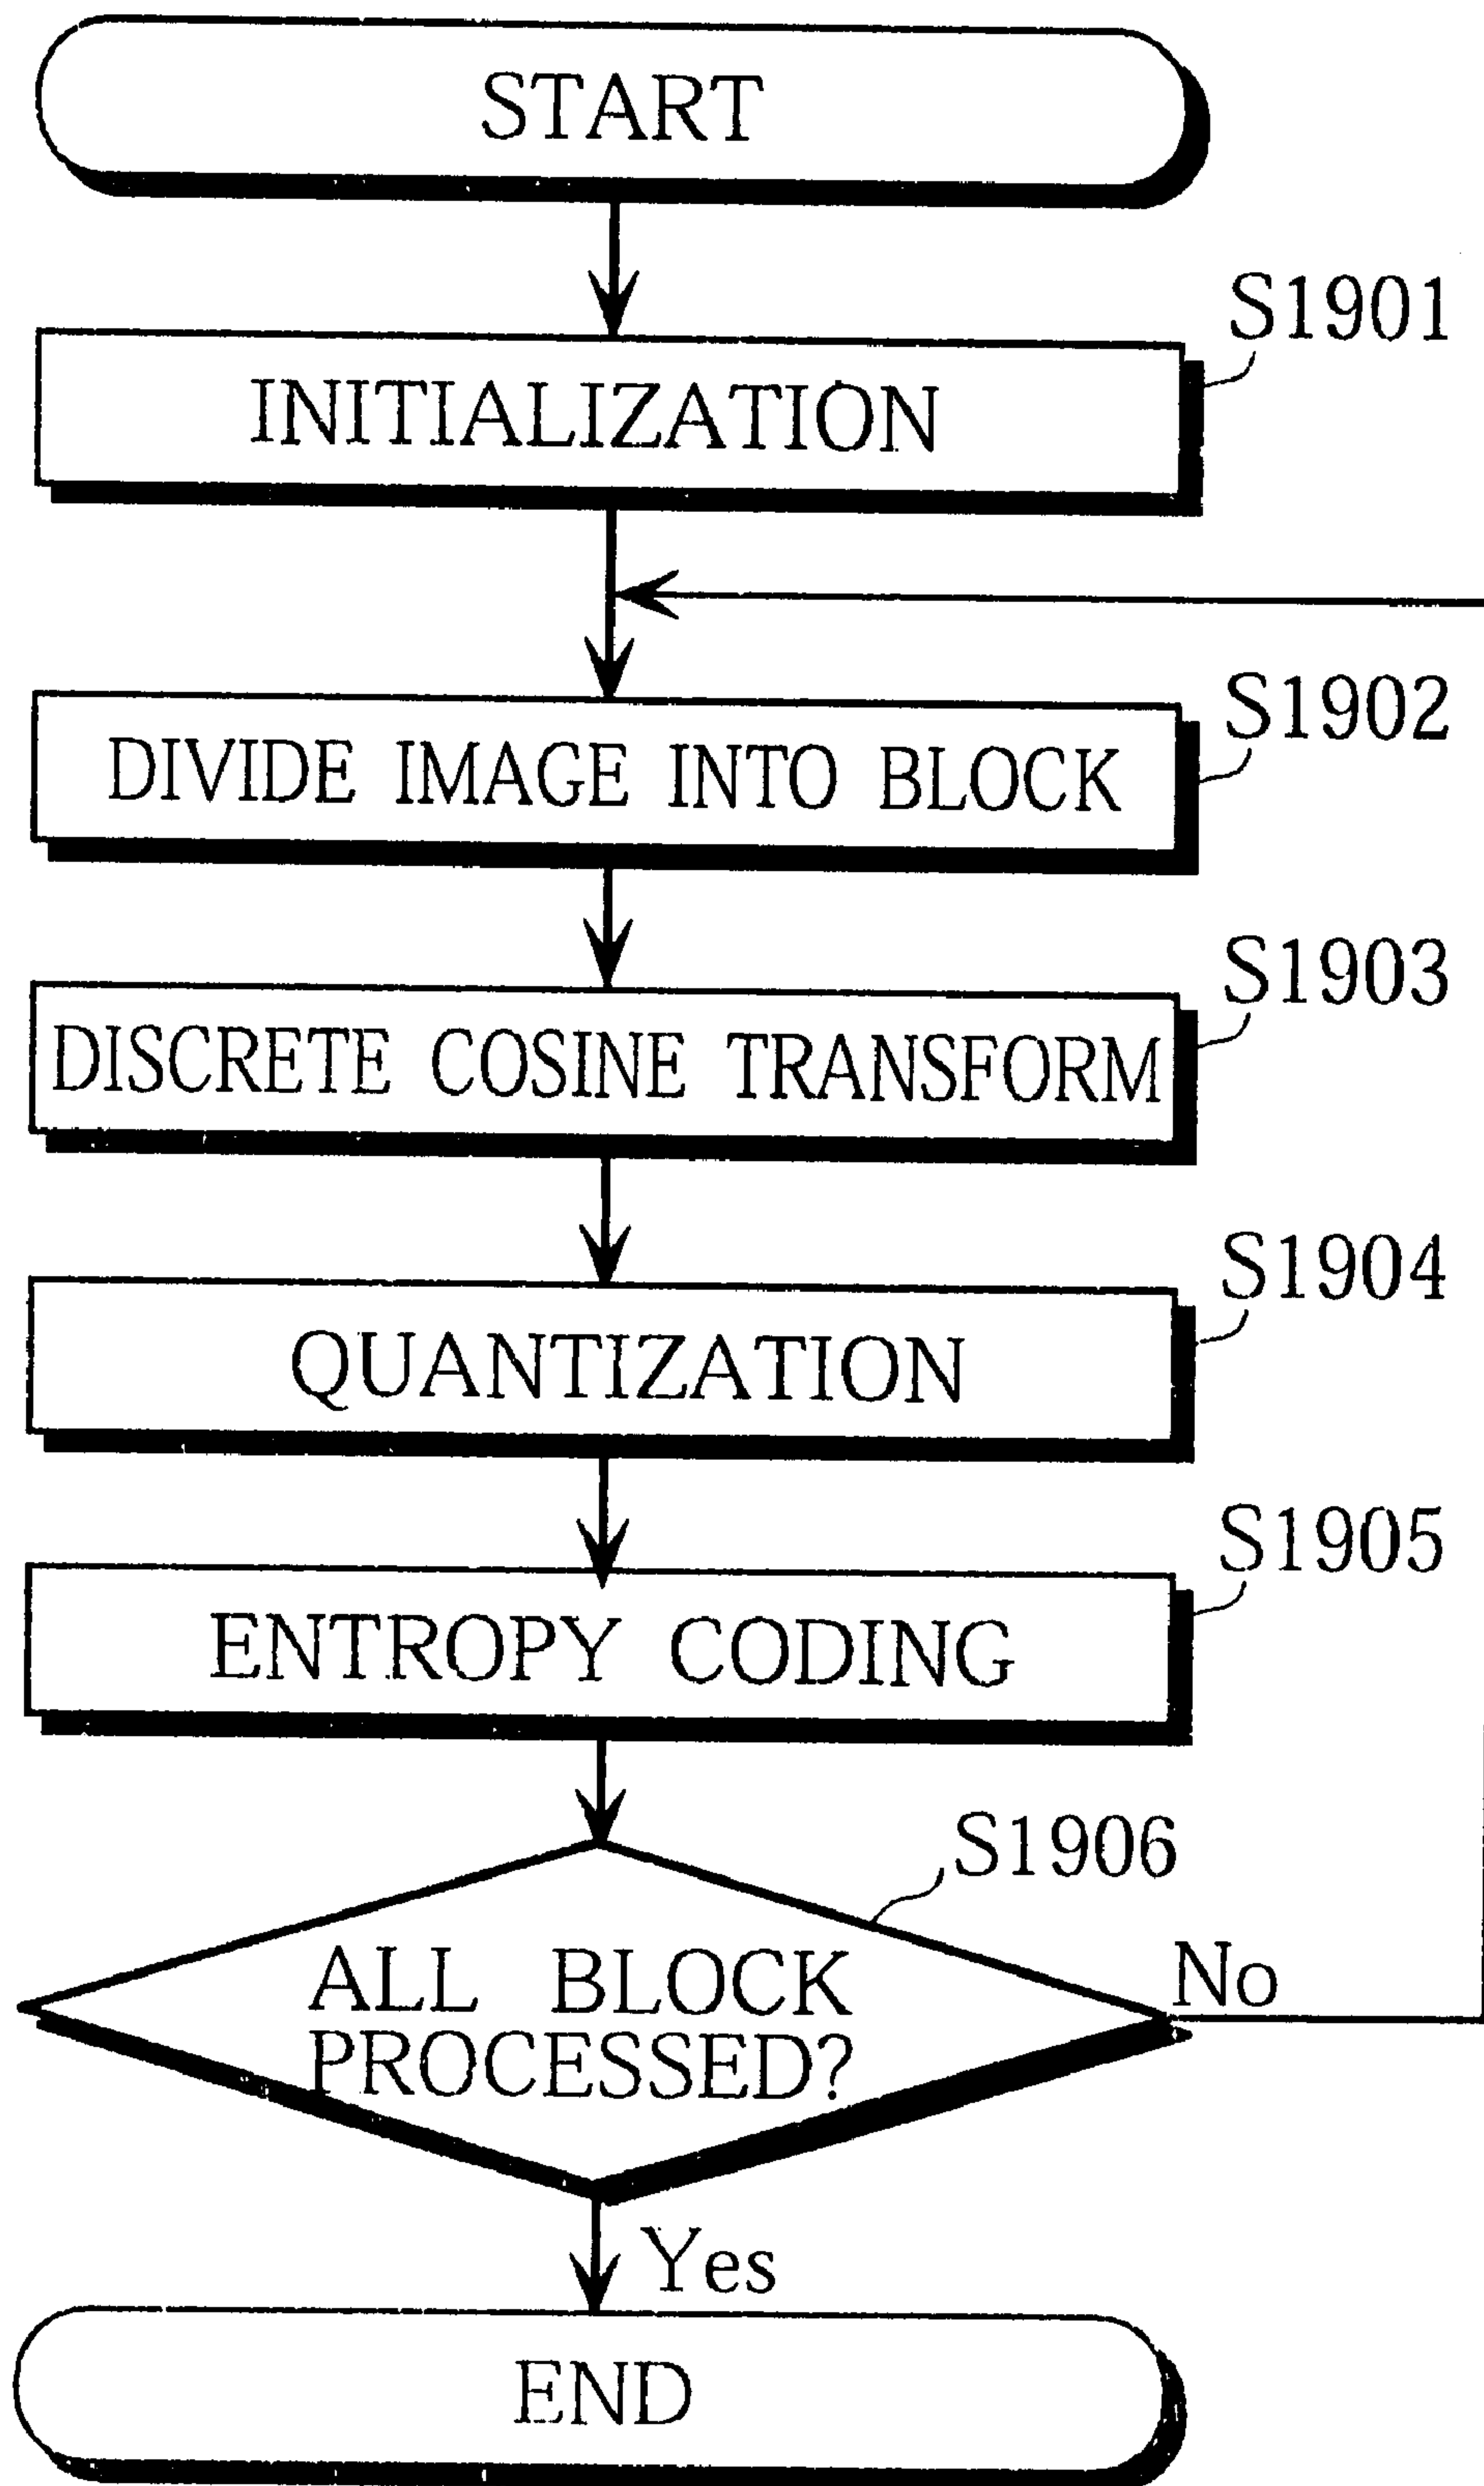 START
S1901
INITIALIZATION
S1902
DIVIDE IMAGE INTO BLOCK
S1903
DISCRETE COSINE TRANSFORM
S1904
QUANTIZATION
S1905
ENTROPY CODING
S1906
ALL BLOCK
PROCESSED?
No
Yes
END